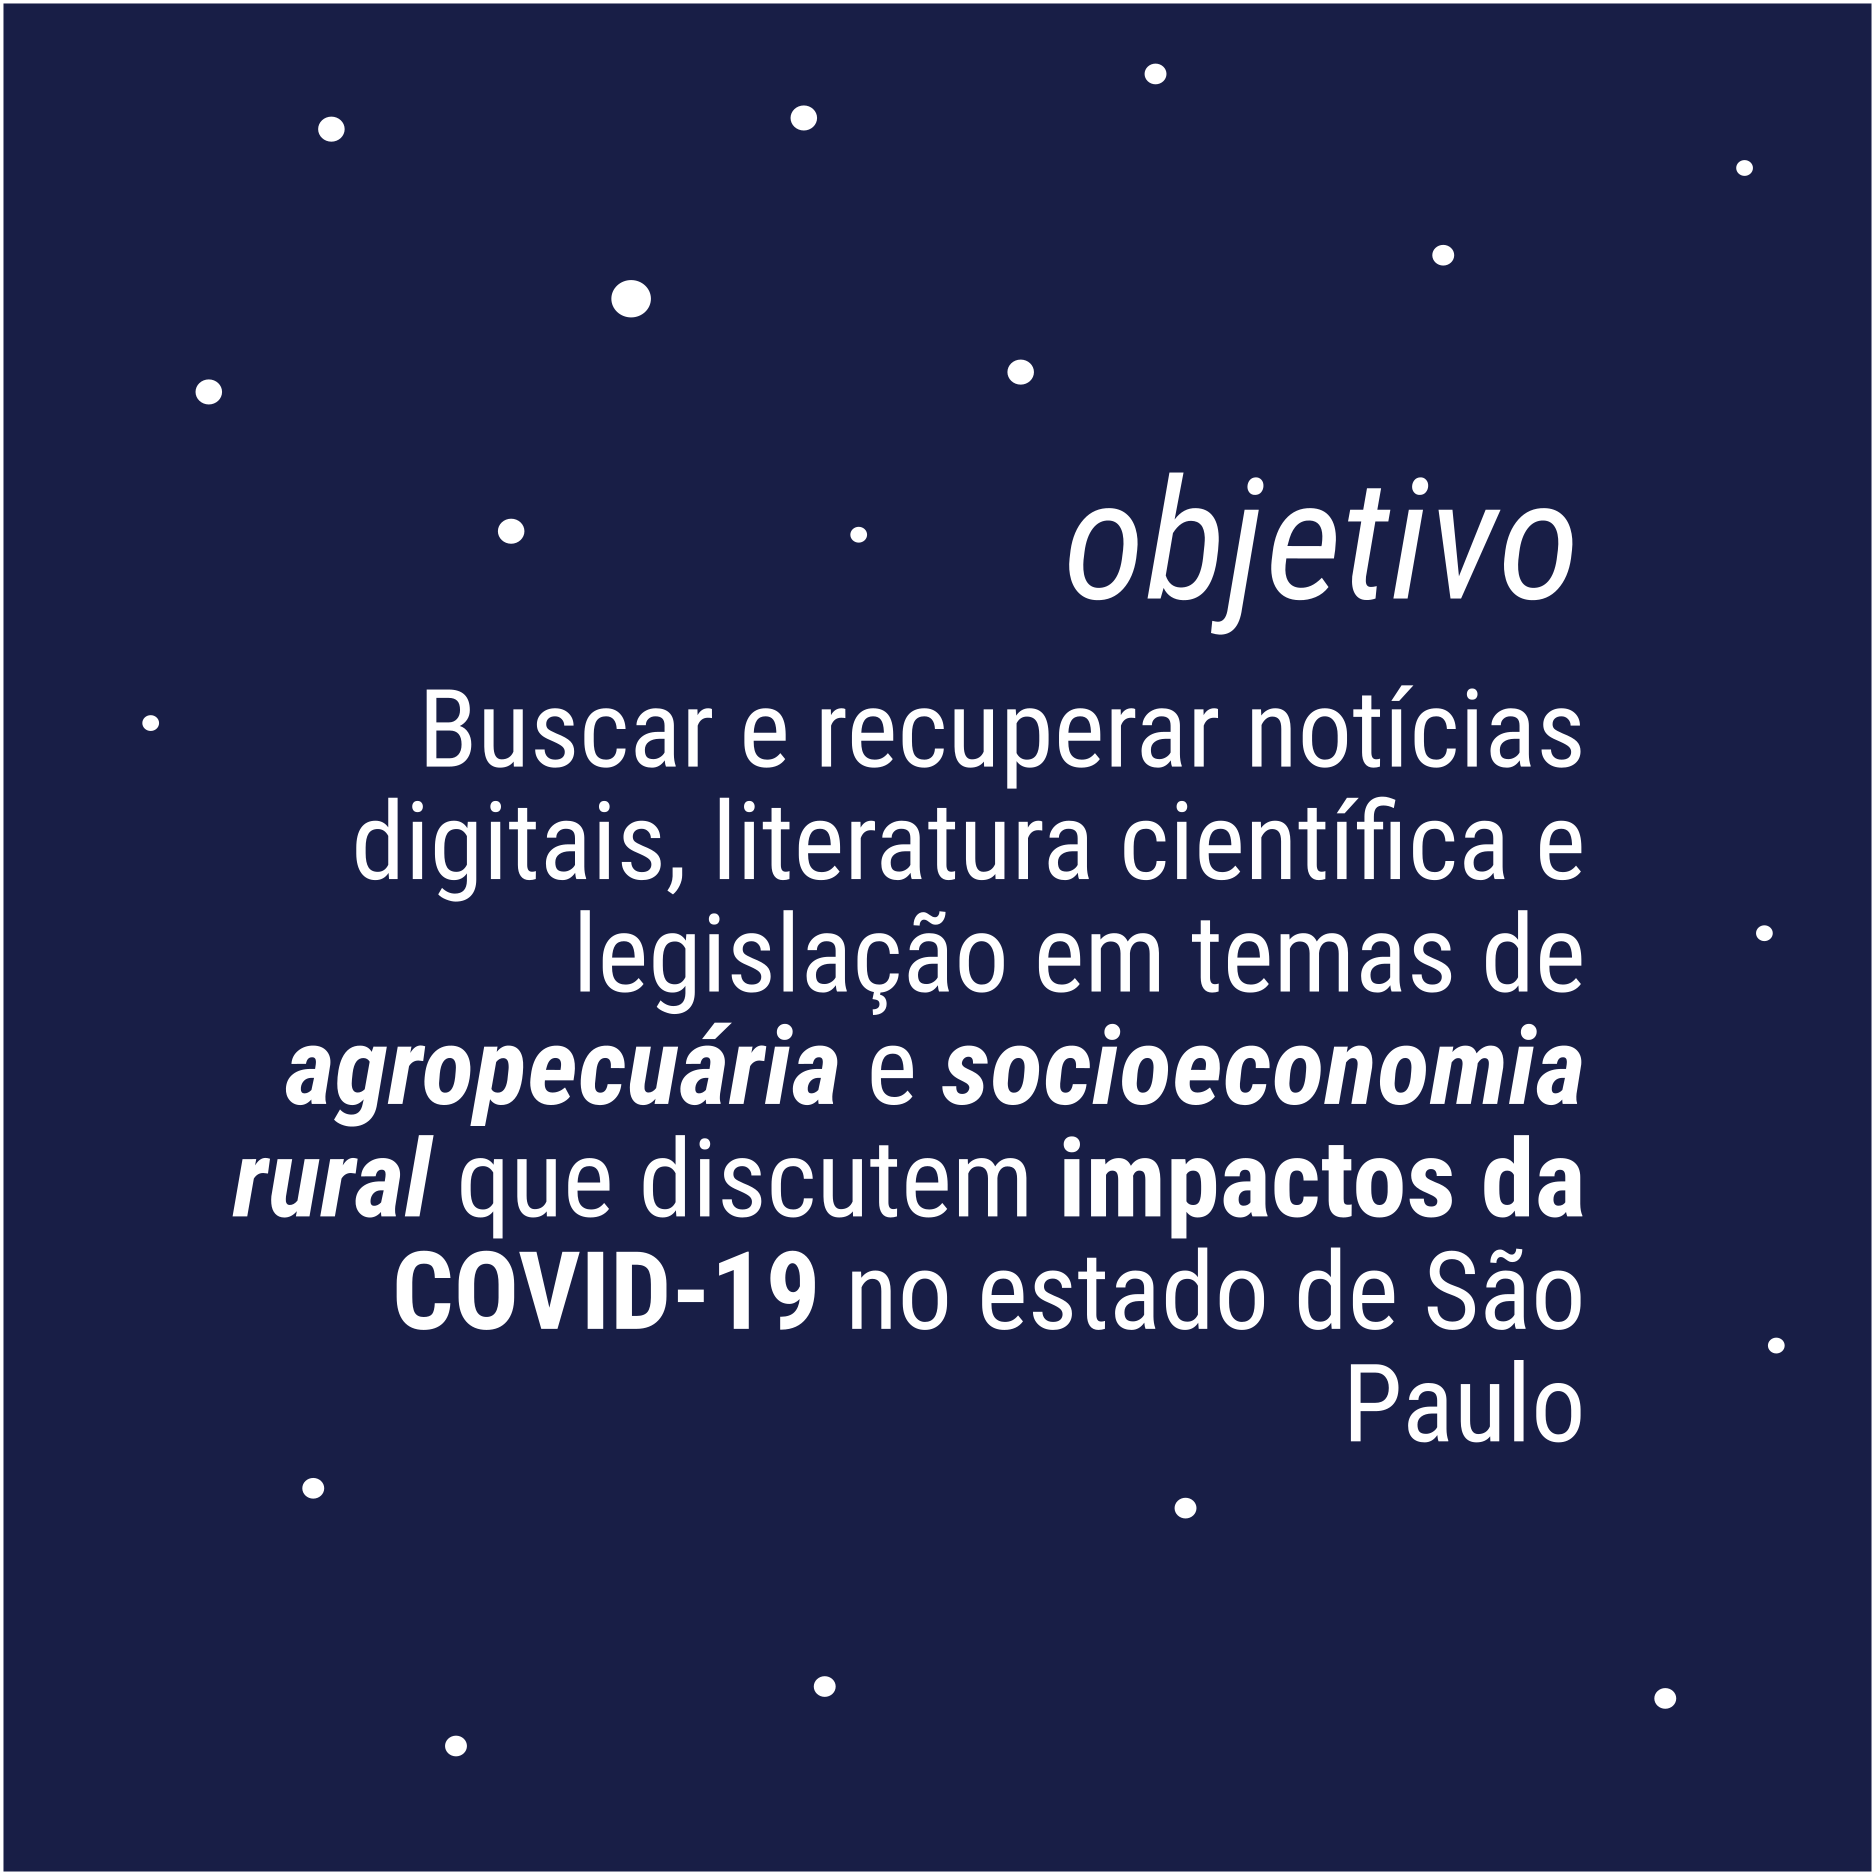 objetivo
Buscar e recuperar notícias
digitais, literatura científica e
legislação em temas de
agropecuária e socioeconomia
rural que discutem impactos da
COVID-19 no estado de São
Paulo